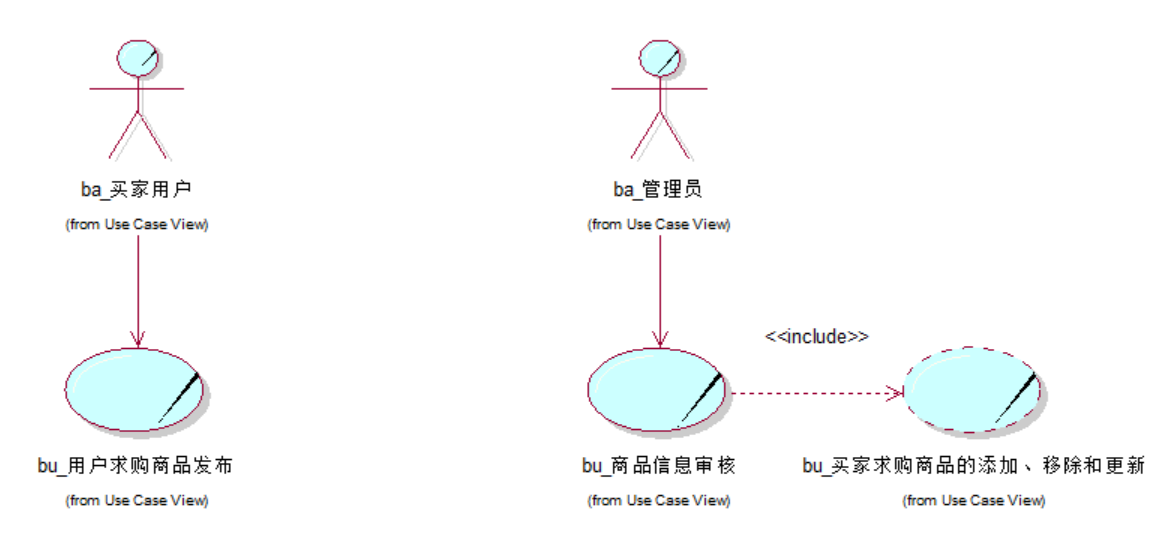 ba_买家用户
(from Use Case View)
ba_管理员
(from Use Case View)
<<include>>
bu_用户求购商品发布
(from Use Case View)
bu_商品信息审核
(from Use Case View)
bu_买家求购商品的添加、移除和更新
(from Use Case View)